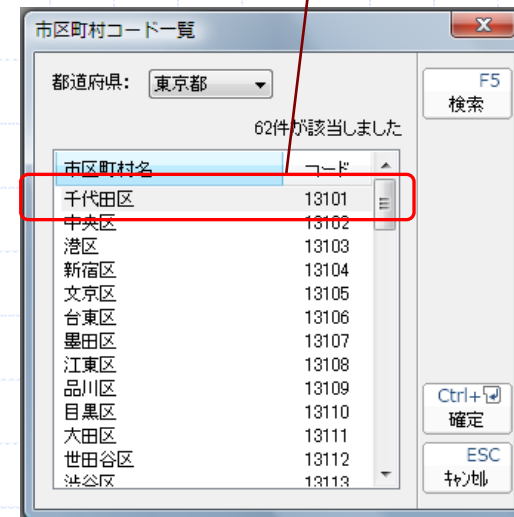 市区町村コード一覧
都道府県: 東京都
F5
検索
62件が該当しました
市区町村名 コード
千代田区 13101
中央区 13102
港区 13103
新宿区 13104
文京区 13105
台東区 13106
墨田区 13107
江東区 13108
品川区 13109
目黒区 13110
大田区 13111
世田谷区 13112
渋谷区 13113
Ctrl+
確定
ESC
ｷｬﾝｾﾙ